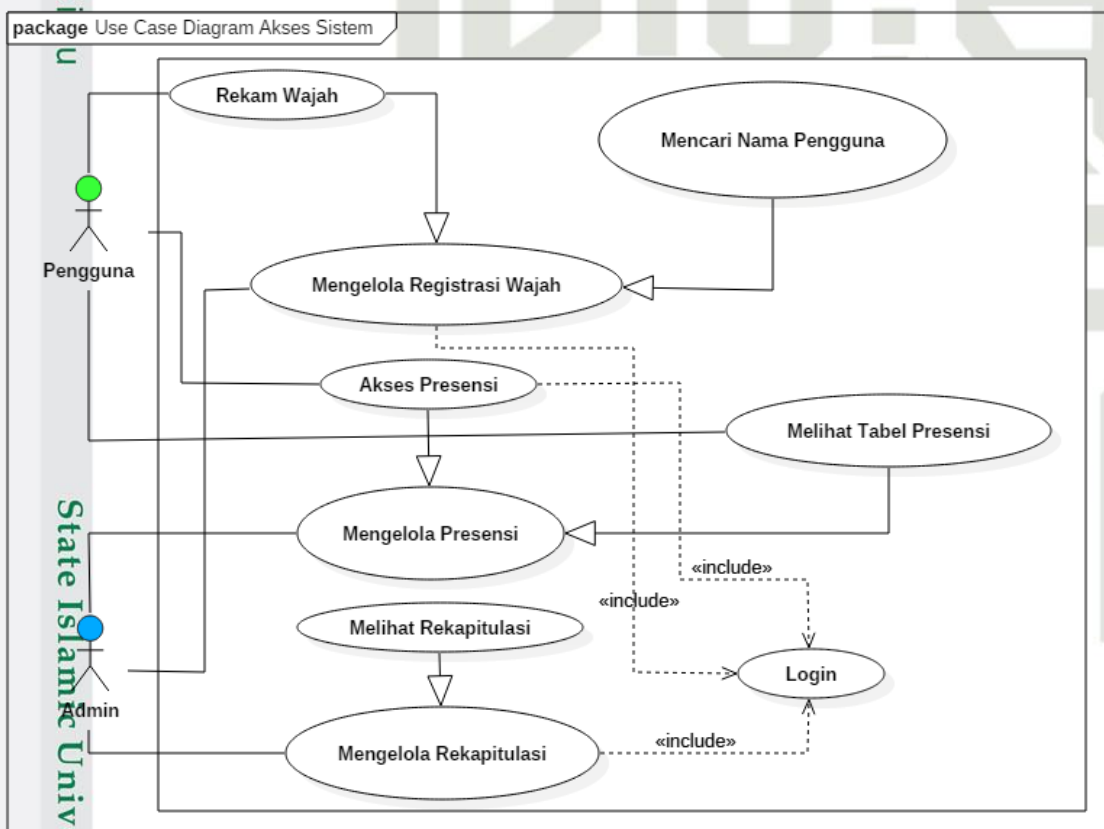 package Use Case Diagram Akses Sistem
Rekam Wajah
Mencari Nama Pengguna
Pengguna
Mengelola Registrasi Wajah
Akses Presensi
Melihat Tabel Presensi
Mengelola Presensi
«include»
«include»
Melihat Rekapitulasi
Login
Admin
«include»
Mengelola Rekapitulasi
State Islamic Univ